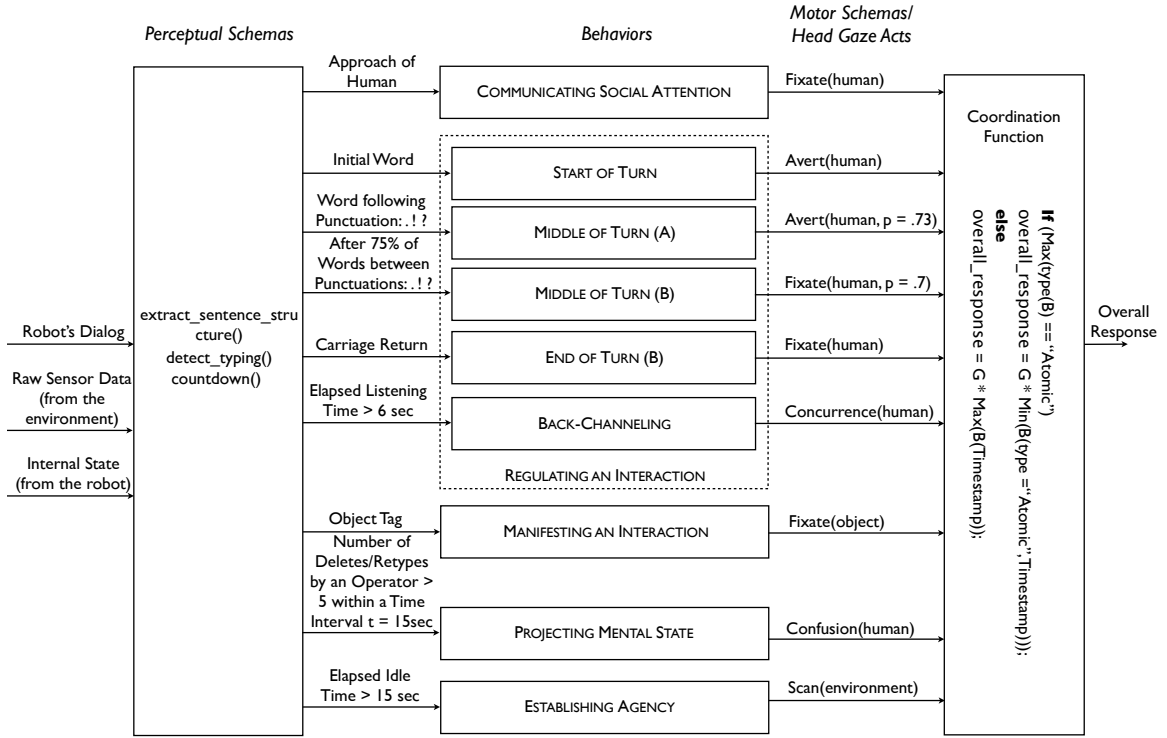 Perceptual Schemas
Behaviors
Motor Schemas/
Head Gaze Acts
Robot's Dialog
Raw Sensor Data
(from the
environment)
Internal State
(from the robot)
extract_sentence_stru
cture()
detect_typing()
countdown()
Approach of
Human
COMMUNICATING SOCIAL ATTENTION
Fixate(human)
Initial Word
START OF TURN
Avert(human)
Word following
Punctuation: . ! ?
MIDDLE OF TURN (A)
Avert(human, p = .73)
After 75% of
Words between
Punctuations: . ! ?
MIDDLE OF TURN (B)
Fixate(human, p = .7)
Carriage Return
END OF TURN (B)
Fixate(human)
Elapsed Listening
Time > 6 sec
BACK-CHANNELING
Concurrence(human)
REGULATING AN INTERACTION
Object Tag
MANIFESTING AN INTERACTION
Fixate(object)
Number of
Deletes/Retypes
by an Operator >
5 within a Time
Interval t = 15sec
PROJECTING MENTAL STATE
Confusion(human)
Elapsed Idle
Time > 15 sec
ESTABLISHING AGENCY
Scan(environment)
Coordination
Function
If (Max(type(B) == "Atomic")
overall_response = G * Min(B(type ="Atomic", Timestamp)));
else
overall_response = G * Max(B(Timestamp));
Overall
Response